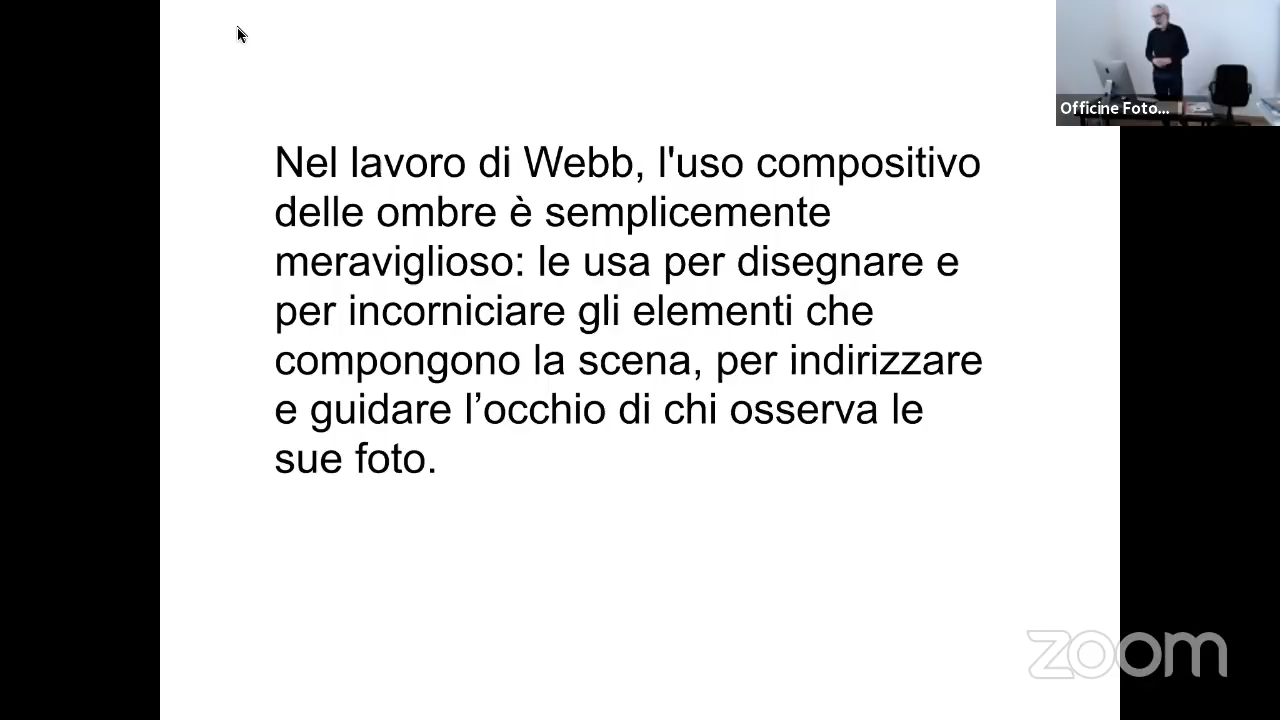 Officine Foto...
Nel lavoro di Webb, l'uso compositivo
delle ombre è semplicemente
meraviglioso: le usa per disegnare e
per incorniciare gli elementi che
compongono la scena, per indirizzare
e guidare l’occhio di chi osserva le
sue foto.
zoom